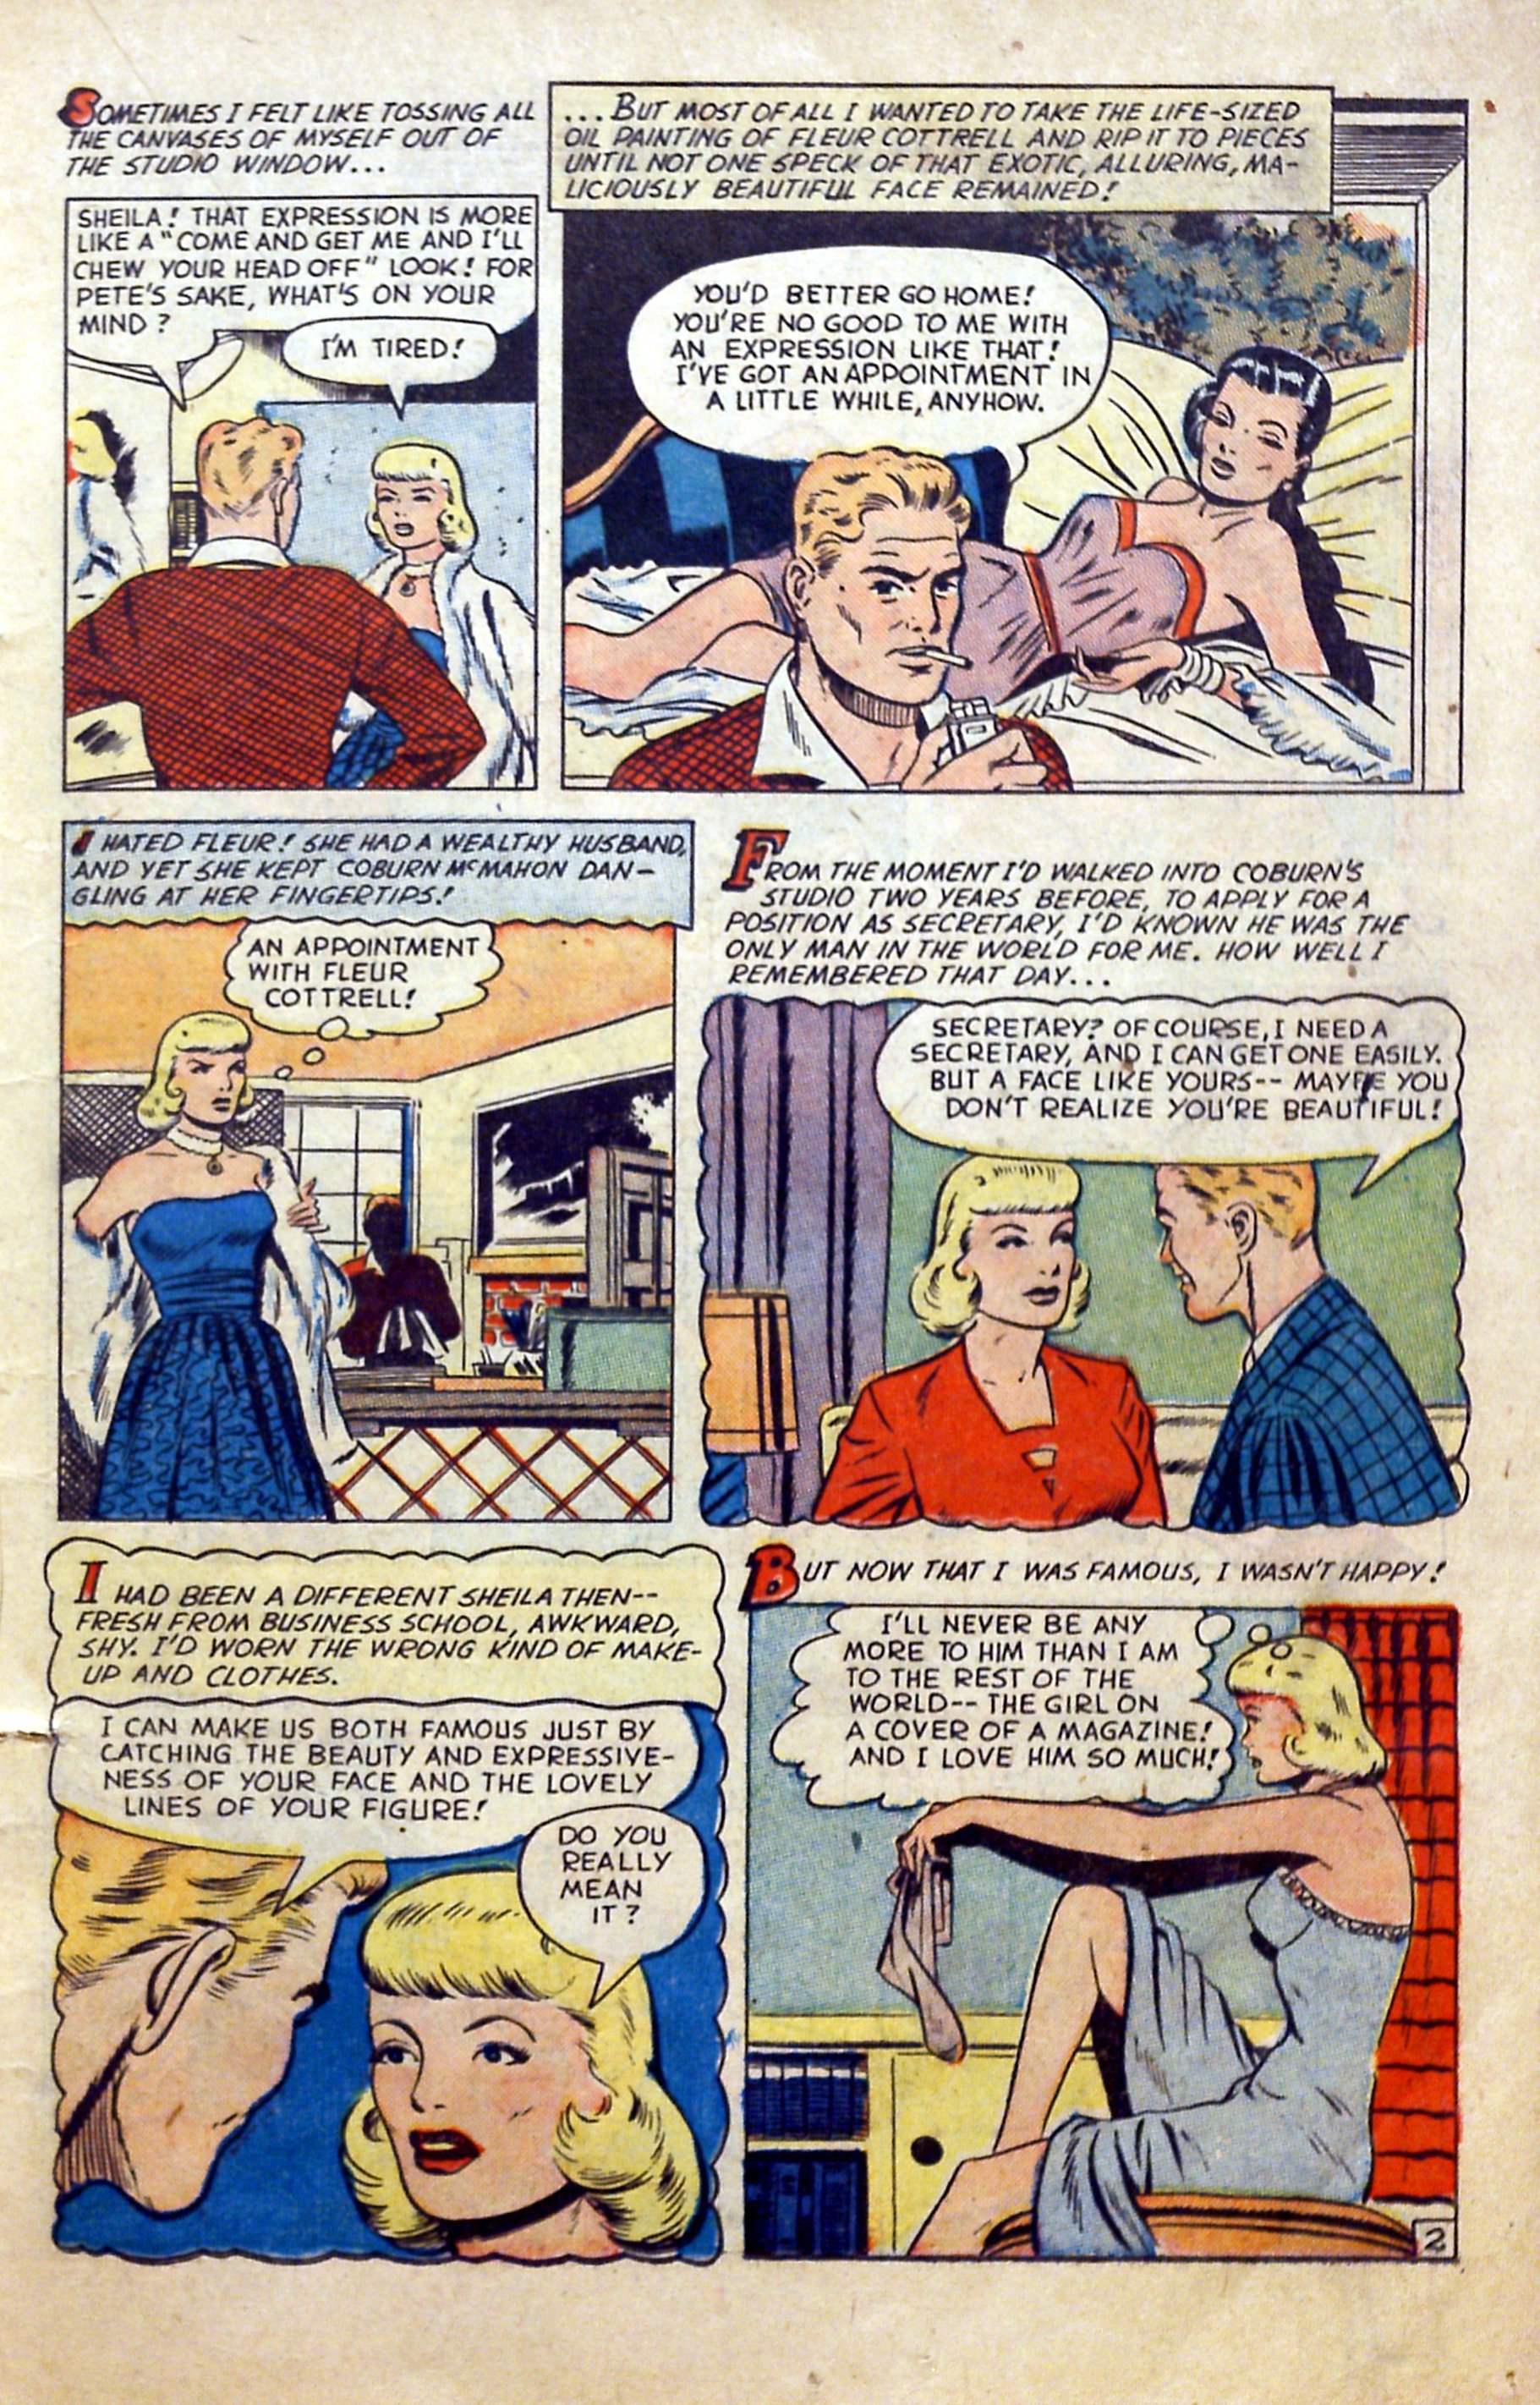 SOMETIMES I FELT LIKE TOSSING ALL
THE CANVASES OF MYSELF OUT OF
THE STUDIO WINDOW...
SHEILA! THAT EXPRESSION IS MORE
LIKE A "COME AND GET ME AND I'LL
CHEW YOUR HEAD OFF" LOOK! FOR
PETE'S SAKE, WHAT'S ON YOUR
MIND?
I'M TIRED!
...BUT MOST OF ALL I WANTED TO TAKE THE LIFE-SIZED
OIL PAINTING OF FLEUR COTTRELL AND RIP IT TO PIECES
UNTIL NOT ONE SPECK OF THAT EXOTIC, ALLURING, MA-
LICIOUSLY BEAUTIFUL FACE REMAINED!
YOU'D BETTER GO HOME!
YOU'RE NO GOOD TO ME WITH
AN EXPRESSION LIKE THAT!
I'VE GOT AN APPOINTMENT IN
A LITTLE WHILE, ANYHOW.
I HATED FLEUR! SHE HAD A WEALTHY HUSBAND,
AND YET SHE KEPT COBURN McMAHON DAN-
GLING AT HER FINGERTIPS!
AN APPOINTMENT
WITH FLEUR
COTTRELL!
FROM THE MOMENT I'D WALKED INTO COBURN'S
STUDIO TWO YEARS BEFORE, TO APPLY FOR A
POSITION AS SECRETARY, I'D KNOWN HE WAS THE
ONLY MAN IN THE WORLD FOR ME. HOW WELL I
REMEMBERED THAT DAY...
SECRETARY? OF COURSE, I NEED A
SECRETARY, AND I CAN GET ONE EASILY.
BUT A FACE LIKE YOURS-- MAYBE YOU
DON'T REALIZE YOU'RE BEAUTIFUL!
I HAD BEEN A DIFFERENT SHEILA THEN--
FRESH FROM BUSINESS SCHOOL, AWKWARD,
SHY. I'D WORN THE WRONG KIND OF MAKE-
UP AND CLOTHES.
I CAN MAKE US BOTH FAMOUS JUST BY
CATCHING THE BEAUTY AND EXPRESSIVE-
NESS OF YOUR FACE AND THE LOVELY
LINES OF YOUR FIGURE!
DO YOU
REALLY
MEAN
IT?
BUT NOW THAT I WAS FAMOUS, I WASN'T HAPPY!
I'LL NEVER BE ANY
MORE TO HIM THAN I AM
TO THE REST OF THE
WORLD-- THE GIRL ON
A COVER OF A MAGAZINE!
AND I LOVE HIM SO MUCH!
2